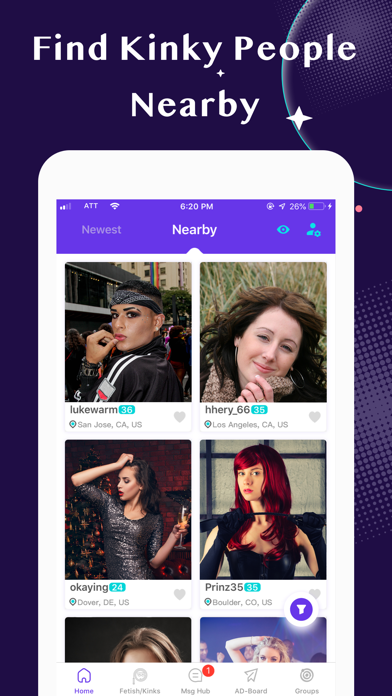 Find Kinky People
Nearby
ATT 6:20 PM 26%
Newest Nearby
lukewarm 36
San Jose, CA, US
hhery_66 35
Los Angeles, CA, US
okaying 24
Dover, DE, US
Prinz35 35
Boulder, CO, US
1
Home Fetish/Kinks Msg Hub AD-Board Groups